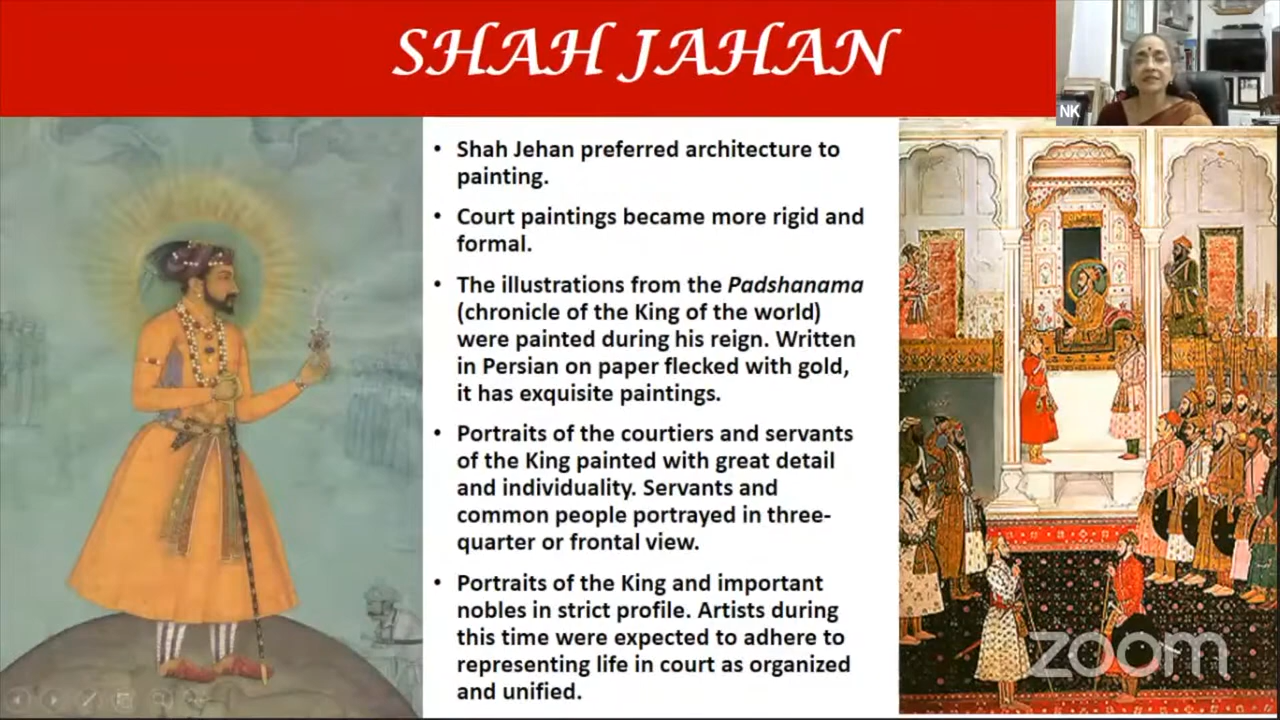 SHAH JAHAN
NK
• Shah Jehan preferred architecture to
painting.
• Court paintings became more rigid and
formal.
• The illustrations from the Padshanama
(chronicle of the King of the world)
were painted during his reign. Written
in Persian on paper flecked with gold,
it has exquisite paintings.
• Portraits of the courtiers and servants
of the King painted with great detail
and individuality. Servants and
common people portrayed in three-
quarter or frontal view.
• Portraits of the King and important
nobles in strict profile. Artists during
this time were expected to adhere to
representing life in court as organized
and unified.
zoom